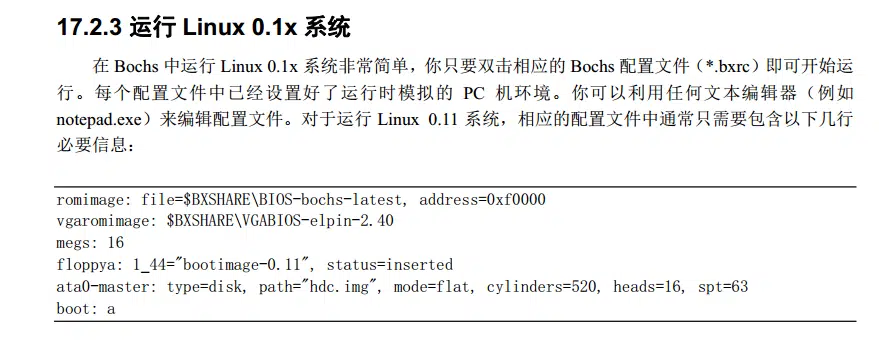 17.2.3 运行 Linux 0.1x 系统
在 Bochs 中运行 Linux 0.1x 系统非常简单，你只要双击相应的 Bochs 配置文件（*.bxrc）即可开始运
行。每个配置文件中已经设置好了运行时模拟的 PC 机环境。你可以利用任何文本编辑器（例如
notepad.exe）来编辑配置文件。对于运行 Linux 0.11 系统，相应的配置文件中通常只需要包含以下几行
必要信息：
romimage: file=$BXSHARE\BIOS-bochs-latest, address=0xf0000
vgaromimage: $BXSHARE\VGABIOS-elpin-2.40
megs: 16
floppya: 1_44="bootimage-0.11", status=inserted
ata0-master: type=disk, path="hdc.img", mode=flat, cylinders=520, heads=16, spt=63
boot: a